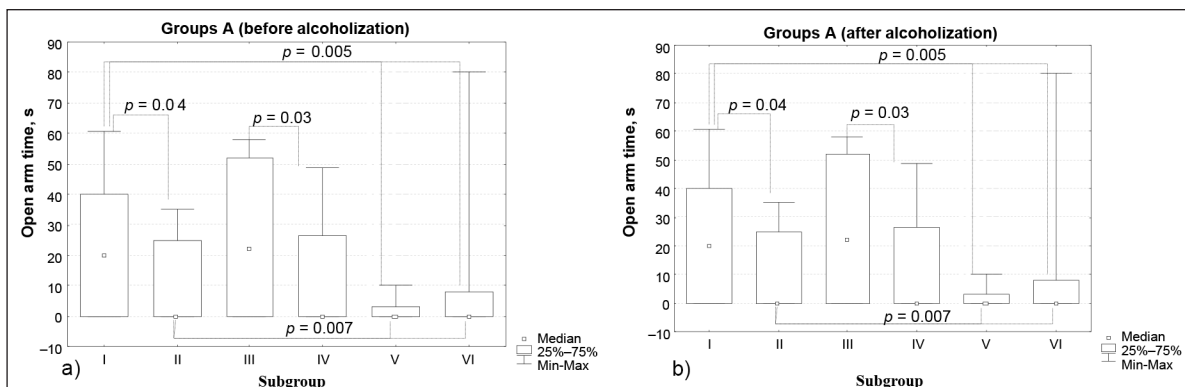 Groups A (before alcoholization)
90
80
70
60
50
40
30
20
10
0
–10
Open arm time, s
p = 0.005
p = 0.04
p = 0.03
p = 0.007
I II III IV V VI
Subgroup
a)
Median
25%–75%
Min-Max
Groups A (after alcoholization)
90
80
70
60
50
40
30
20
10
0
–10
Open arm time, s
p = 0.005
p = 0.04
p = 0.03
p = 0.007
I II III IV V VI
Subgroup
b)
Median
25%–75%
Min-Max